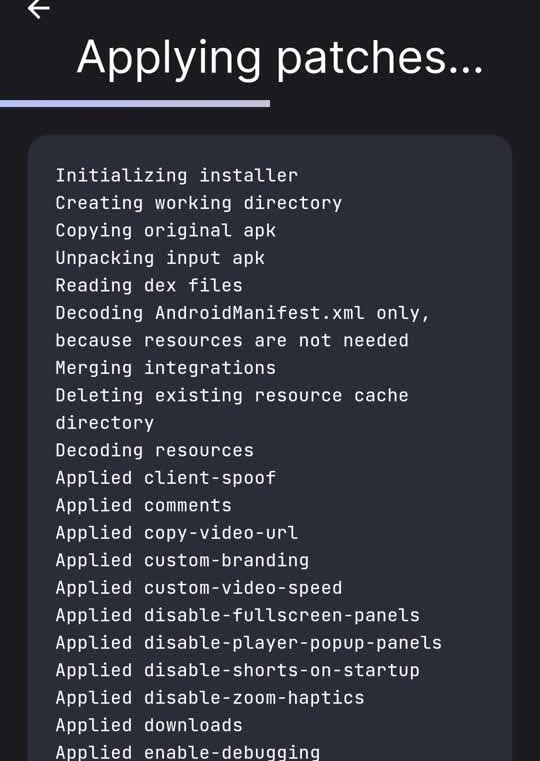 Applying patches...
Initializing installer
Creating working directory
Copying original apk
Unpacking input apk
Reading dex files
Decoding AndroidManifest.xml only,
because resources are not needed
Merging integrations
Deleting existing resource cache
directory
Decoding resources
Applied client-spoof
Applied comments
Applied copy-video-url
Applied custom-branding
Applied custom-video-speed
Applied disable-fullscreen-panels
Applied disable-player-popup-panels
Applied disable-shorts-on-startup
Applied disable-zoom-haptics
Applied downloads
Applied enable-debugging